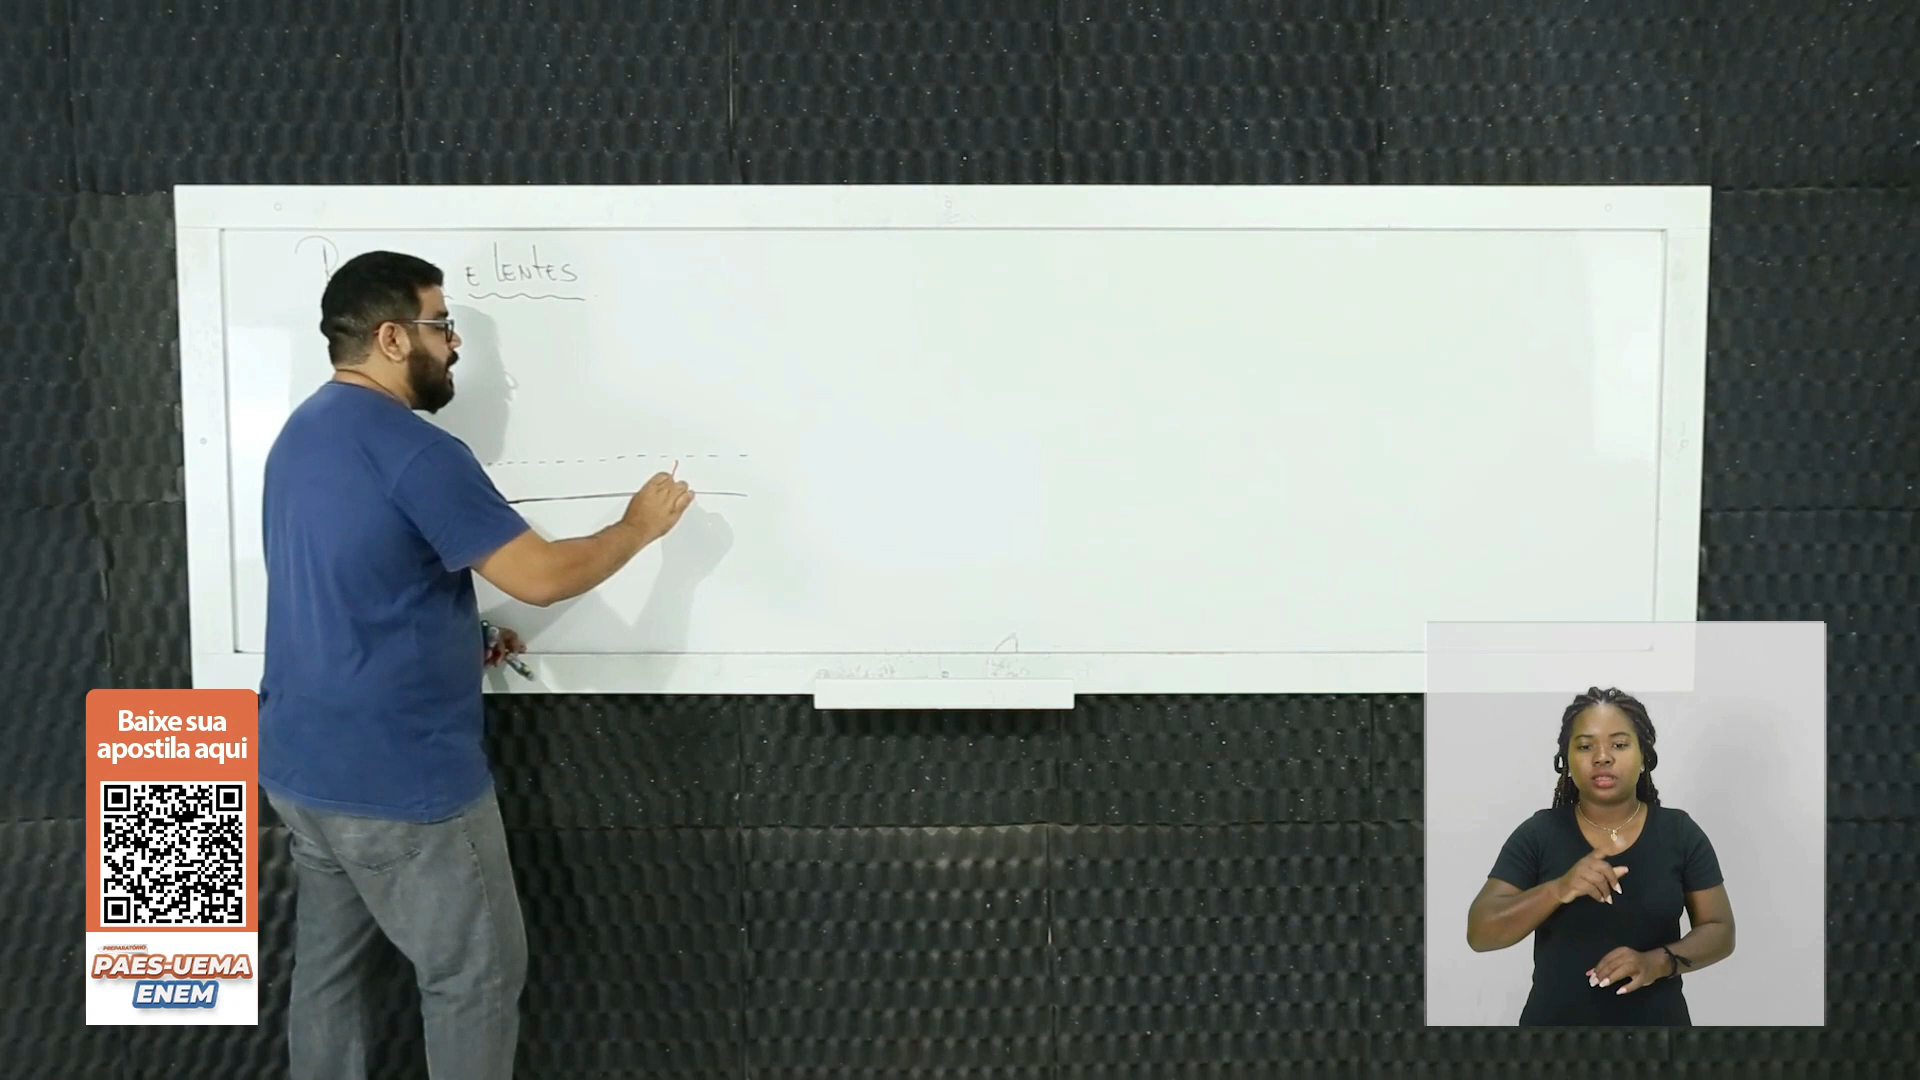 E LENTES
Baixe sua
apostila aqui
PREPARATÓRIO
PAES-UEMA
ENEM